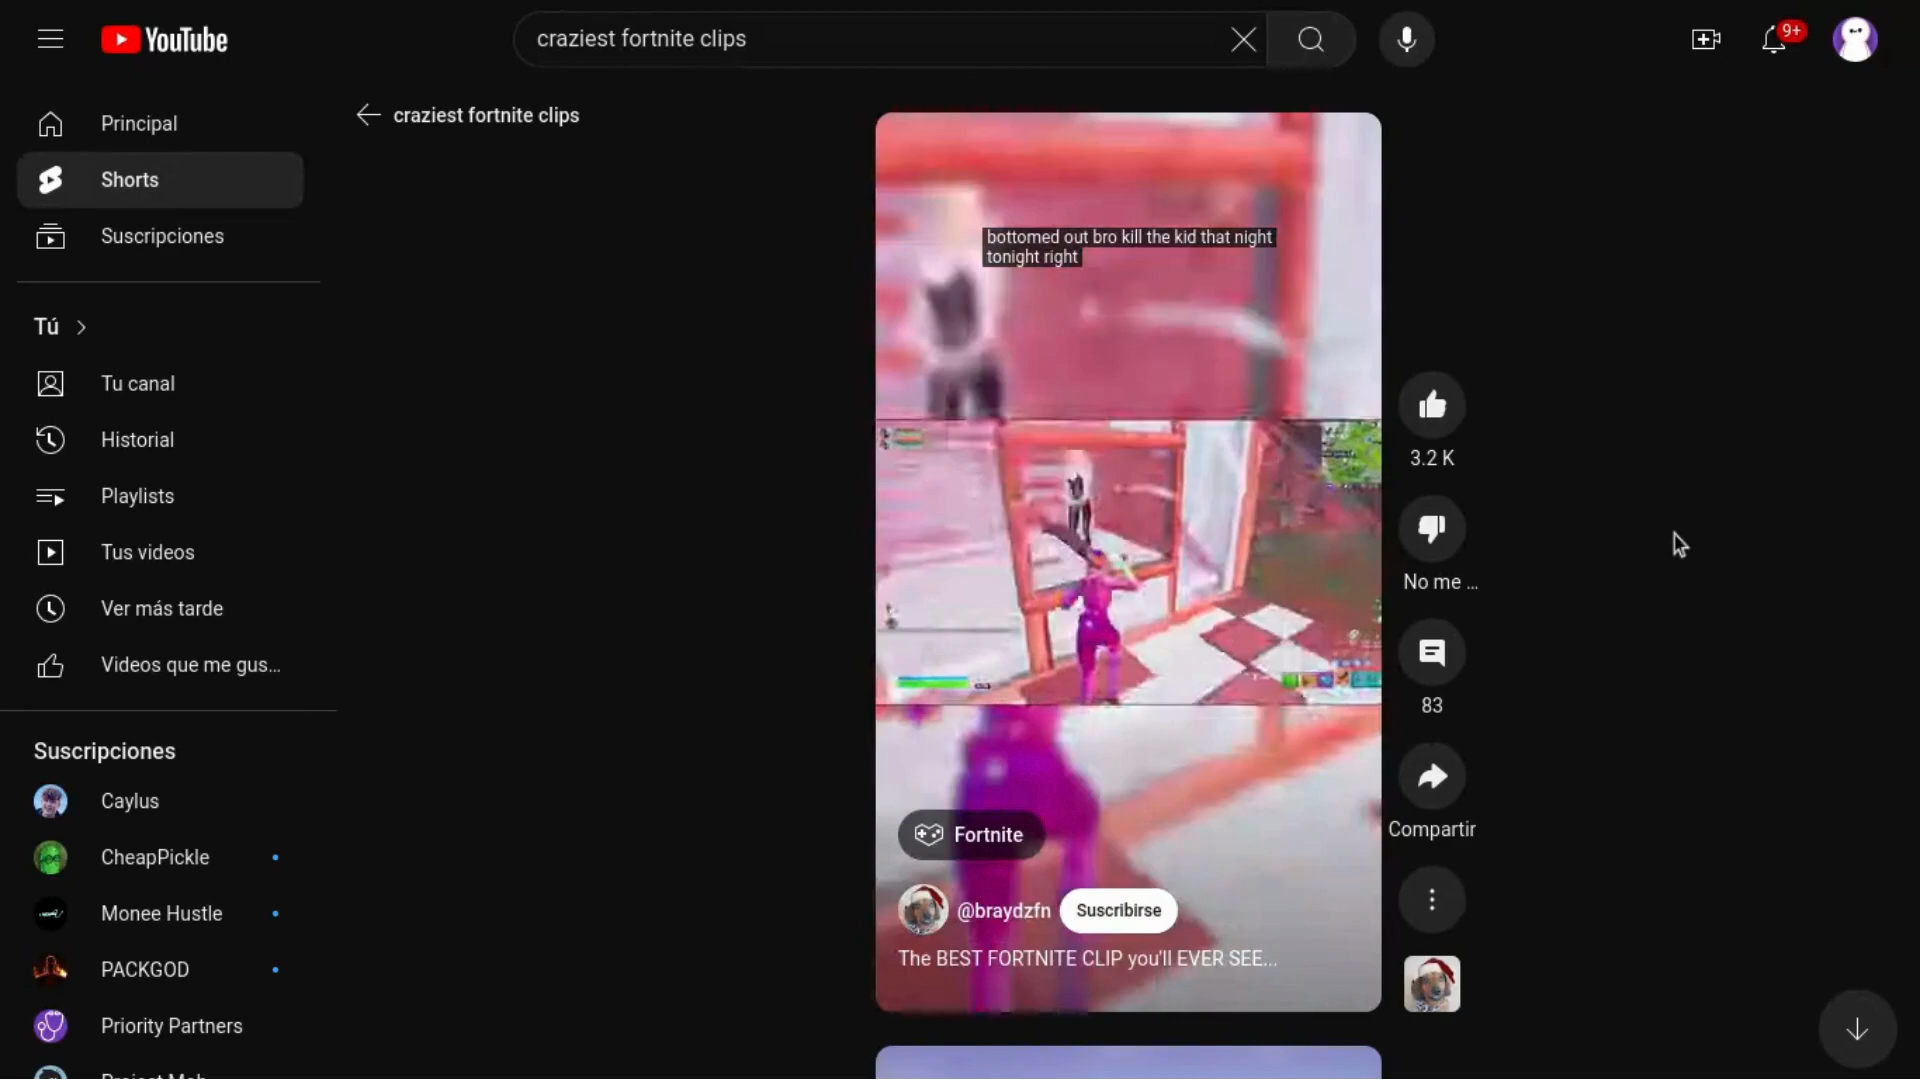 YouTube
craziest fortnite clips
9+
Principal
Shorts
Suscripciones
Tú
Tu canal
Historial
Playlists
Tus videos
Ver más tarde
Videos que me gus...
Suscripciones
Caylus
CheapPickle
Monee Hustle
PACKGOD
Priority Partners
craziest fortnite clips
bottomed out bro kill the kid that night
tonight right
Fortnite
@braydzfn
Suscribirse
The BEST FORTNITE CLIP you'll EVER SEE...
3.2 K
No me ...
83
Compartir